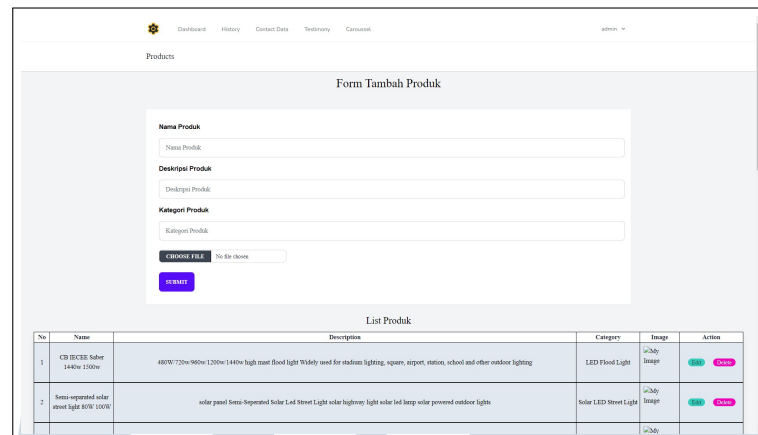 Dashboard History Contact Data Testimony Caroussel admin
Products
Form Tambah Produk
Nama Produk
Nama Produk
Deskripsi Produk
Deskripsi Produk
Kategori Produk
Kategori Produk
CHOOSE FILE No file chosen
SUBMIT
List Produk
No Name Description Category Image Action
1 CB IECEE Saber 1440w 1500w 480W/720w/960w/1200w/1440w high mast flood light Widely used for stadium lighting, square, airport, station, school and other outdoor lighting LED Flood Light My Image Edit Delete
2 Semi-separated solar street light 80W 100W solar panel Semi-Seperated Solar Led Street Light solar highway light solar led lamp solar powered outdoor lights Solar LED Street Light My Image Edit Delete
My